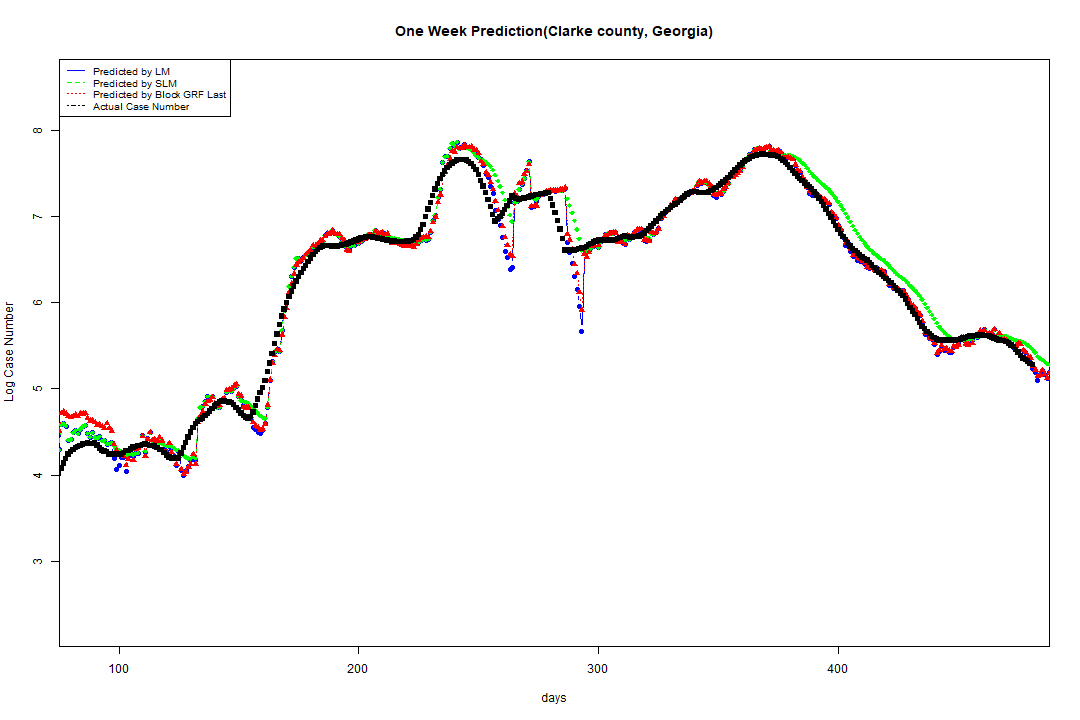 One Week Prediction(Clarke county, Georgia)
Predicted by LM
Predicted by SLM
Predicted by Block GRF Last
Actual Case Number
8
7
6
5
4
3
Log Case Number
100 200 300 400
days